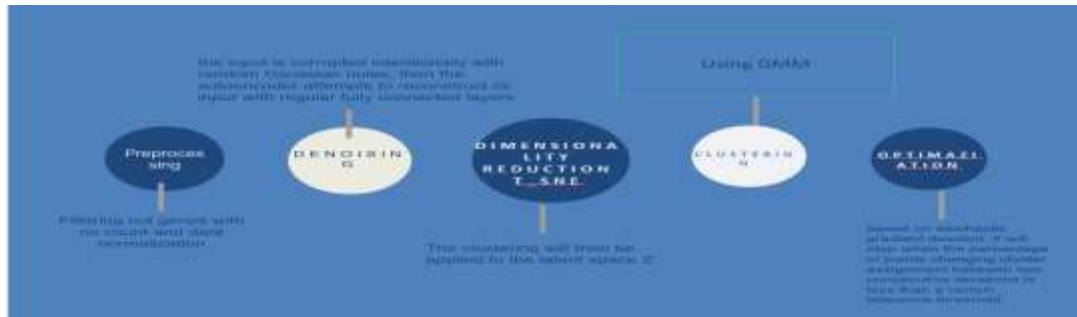 the input is corrupted intentionally with
random Gaussian noise, then the
autoencoder attempts to reconstruct its
input with regular fully connected layers
Using GMM
Preproces
sing
DENOISIN
G
DIMENSIONA
LITY
REDUCTION
T_SNE
CLUSTERIN
OPTIMAZI
ATION
Filtering out genes with
no count and data
normalization
The clustering will then be
applied to the latent space Z
based on stochastic
gradient descent, it will
stop when the percentage
of points changing cluster
assignment between two
consecutive iterations is
less than a certain
tolerance threshold